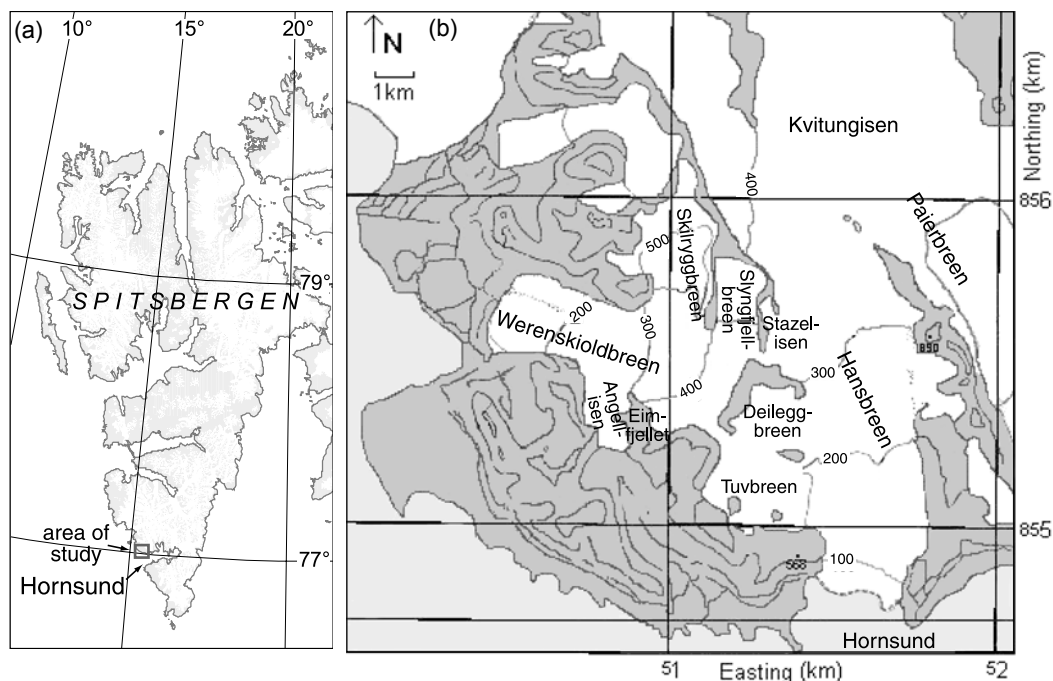 (a)
10°
15°
20°
SPITSBERGEN
79°
area of
study
Hornsund
77°
(b)
N
1km
Kvitungisen
400
856
Northing (km)
Paierbreen
Skilryggbreen
500
Slyngfjell-
breen
Stazel-
isen
200
300
Werenskioldbreen
890
400
300
Hansbreen
Angell-
isen
Eim-
fjellet
Deilegg-
breen
200
Tuvbreen
855
568
100
Hornsund
51
52
Easting (km)